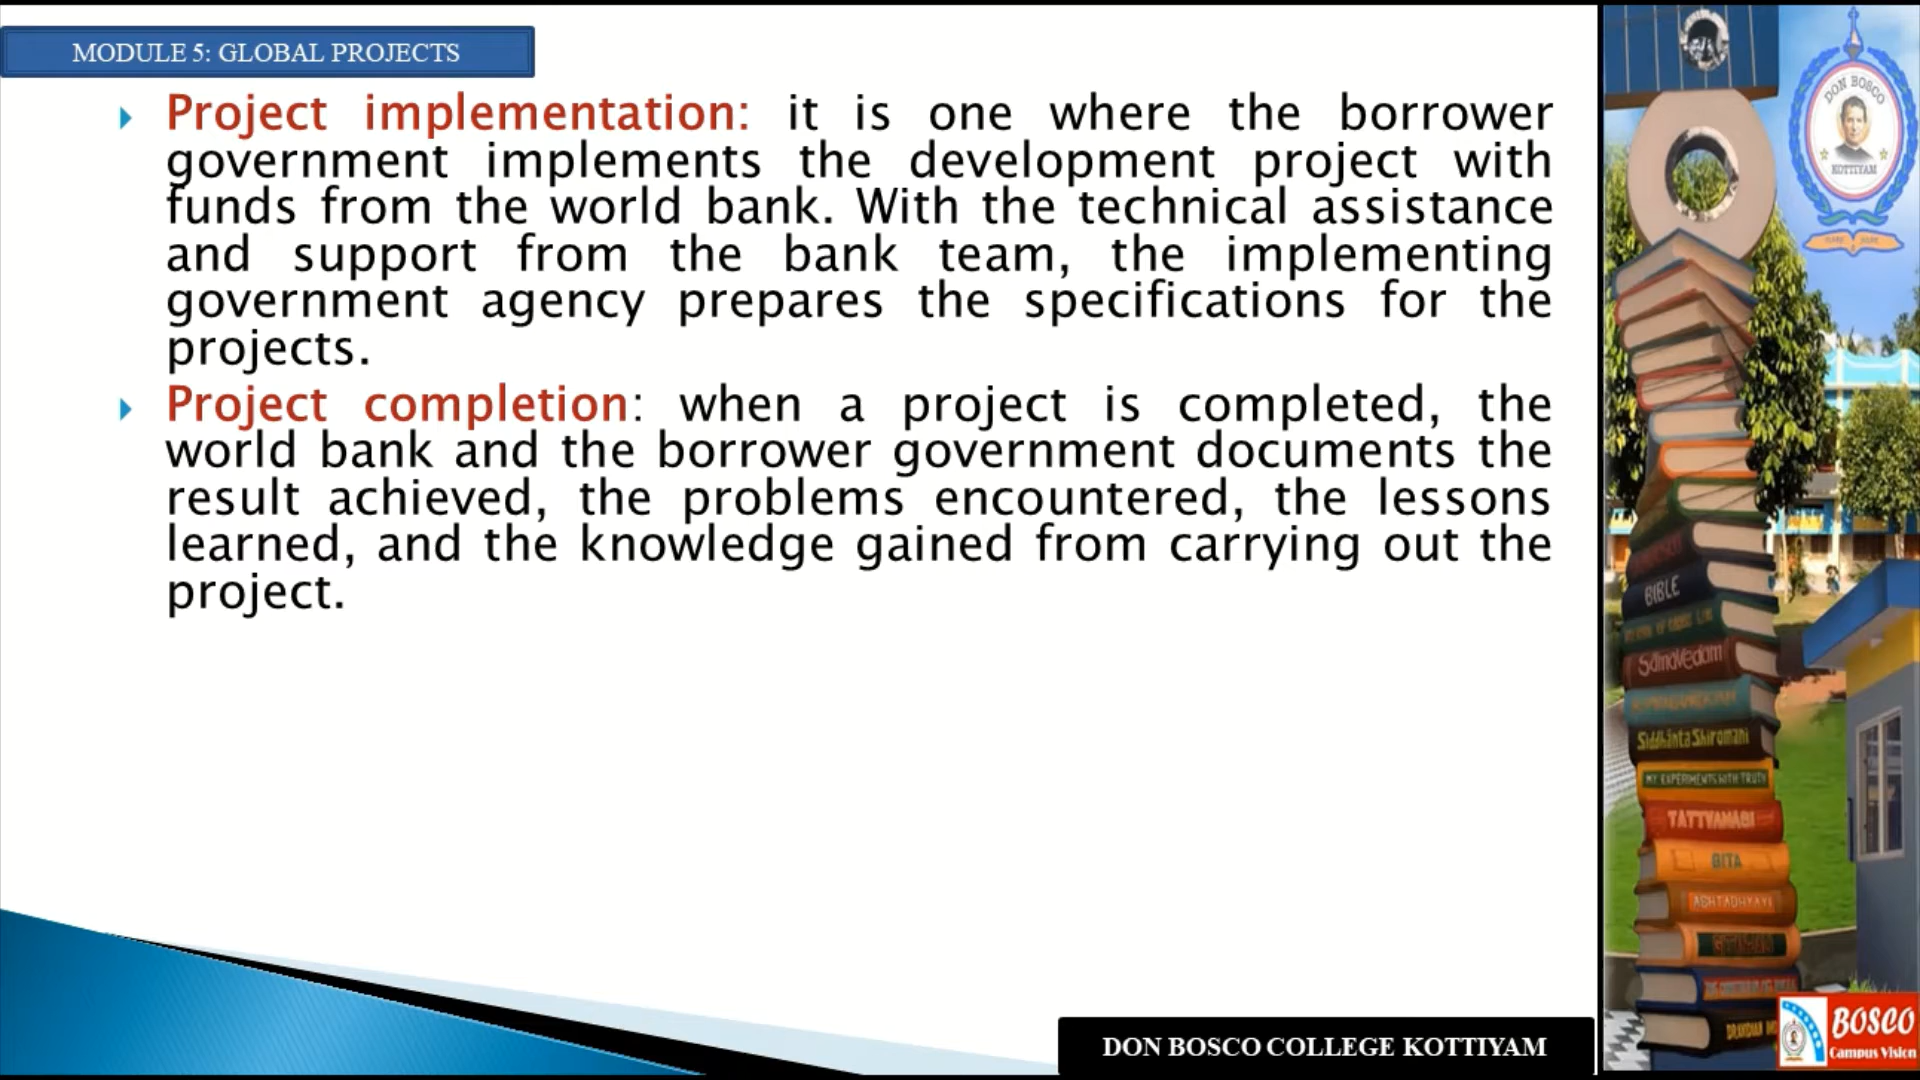 MODULE 5: GLOBAL PROJECTS
Project implementation: it is one where the borrower
government implements the development project with
funds from the world bank. With the technical assistance
and support from the bank team, the implementing
government agency prepares the specifications for the
projects.
Project completion: when a project is completed, the
world bank and the borrower government documents the
result achieved, the problems encountered, the lessons
learned, and the knowledge gained from carrying out the
project.
DON BOSCO COLLEGE KOTTIYAM
DON BOSCO
KOTTIYAM
BIBLE
SamaVedam
Siddhanta Shiromani
MY EXPERIMENTS WITH TRUTH
GITA
ASHTADHYAYI
BOSCO
Campus Vision